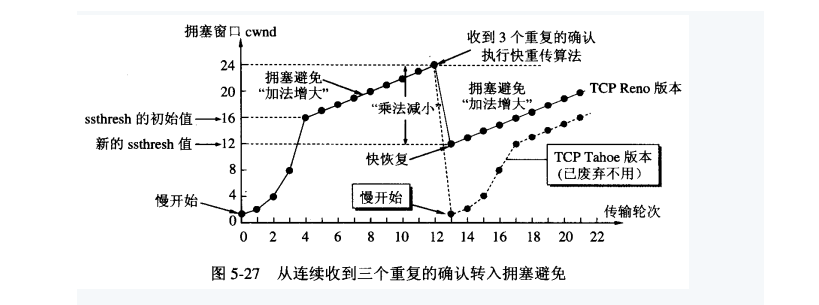 拥塞窗口 cwnd
收到 3 个重复的确认
执行快重传算法
24
20
ssthresh 的初始值
16
新的 ssthresh 值
12
8
4
0
拥塞避免
“加法增大”
“乘法减小”
拥塞避免
“加法增大”
TCP Reno 版本
快恢复
TCP Tahoe 版本
(已废弃不用)
慢开始
慢开始
传输轮次
0 2 4 6 8 10 12 14 16 18 20 22
图 5-27 从连续收到三个重复的确认转入拥塞避免